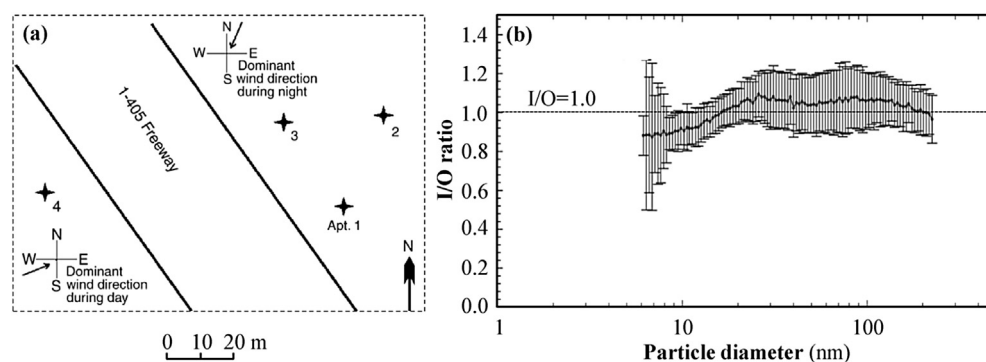 (a)
N
W E
S
Dominant
wind direction
during night
1-405 Freeway
3
2
4
Apt. 1
N
W E
S
Dominant
wind direction
during day
N
0 10 20 m
(b)
1.4
1.2
I/O=1.0
1.0
0.8
0.6
0.4
0.2
0.0
I/O ratio
1 10 100
Particle diameter (nm)